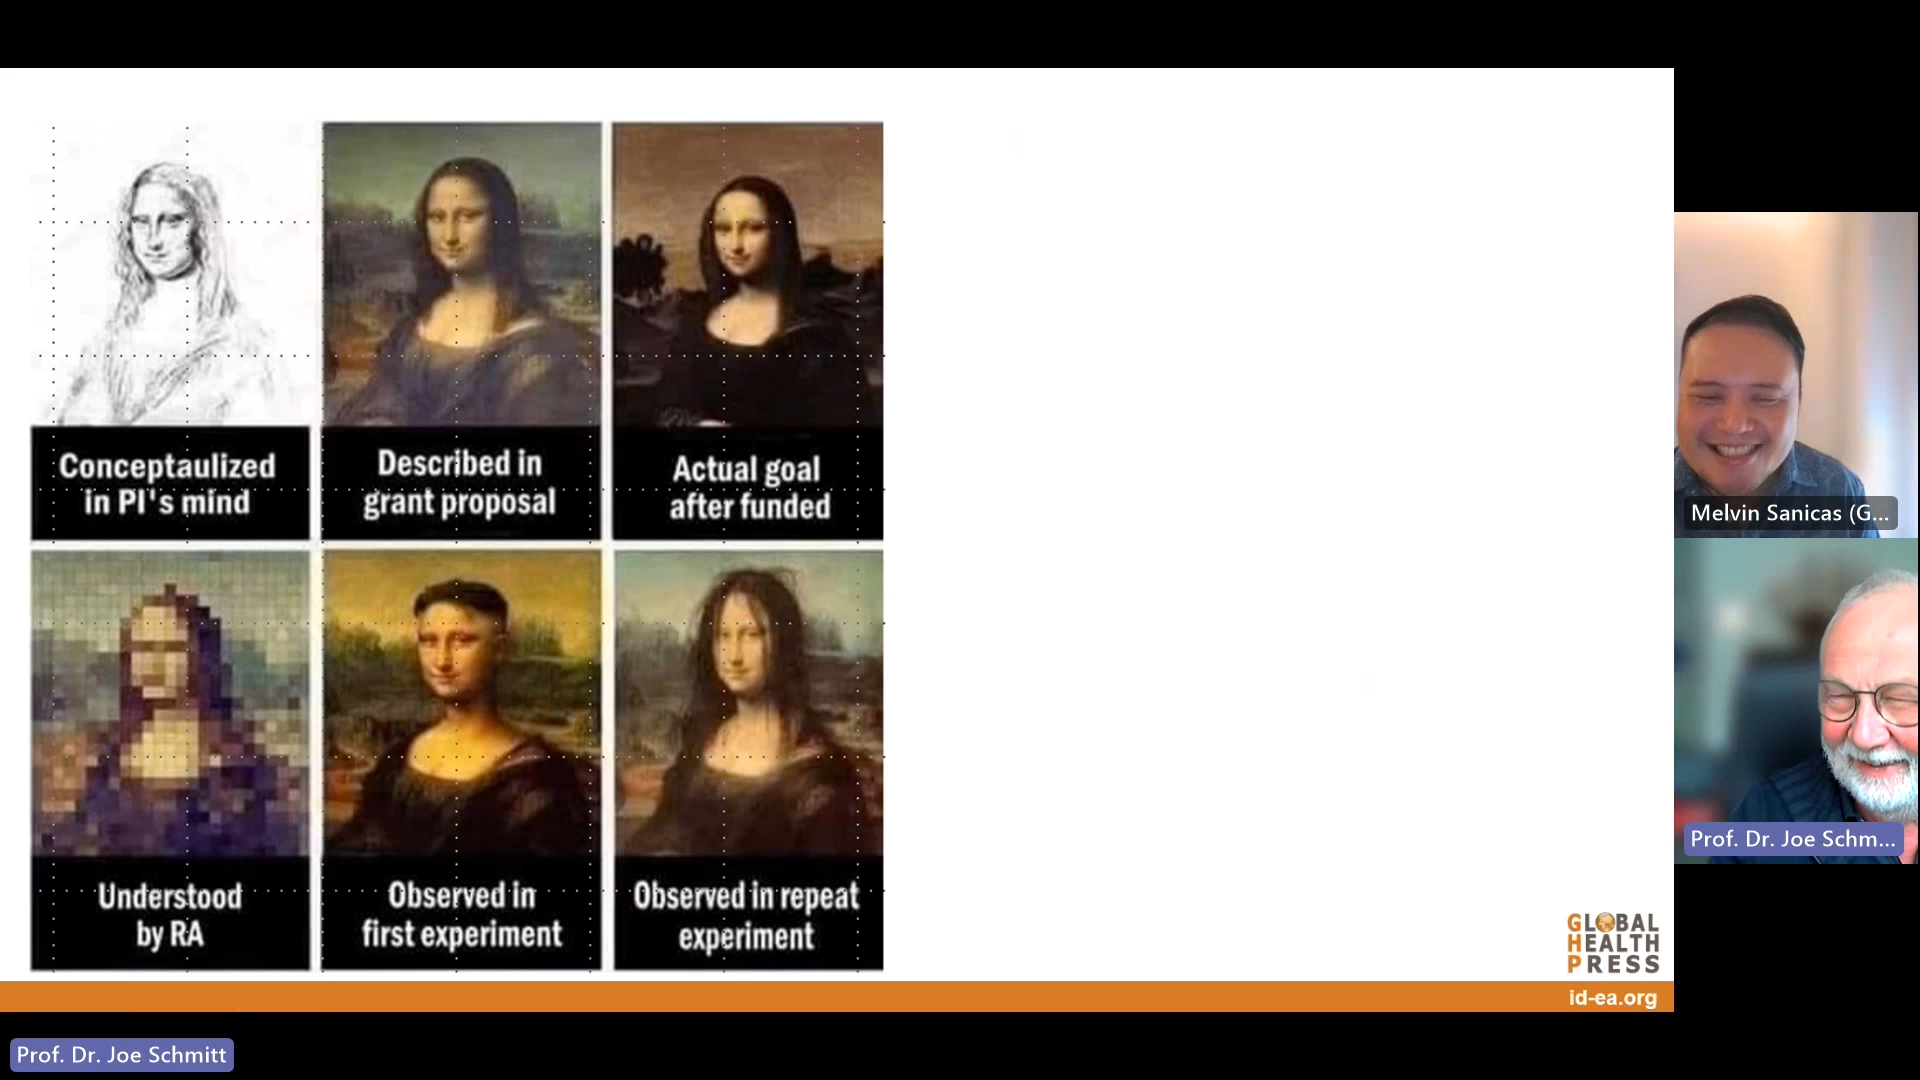 Conceptaulized
in PI's mind
Described in
grant proposal
Actual goal
after funded
Understood
by RA
Observed in
first experiment
Observed in repeat
experiment
GLOBAL
HEALTH
PRESS
id-ea.org
Melvin Sanicas (G...
Prof. Dr. Joe Schm...
Prof. Dr. Joe Schmitt